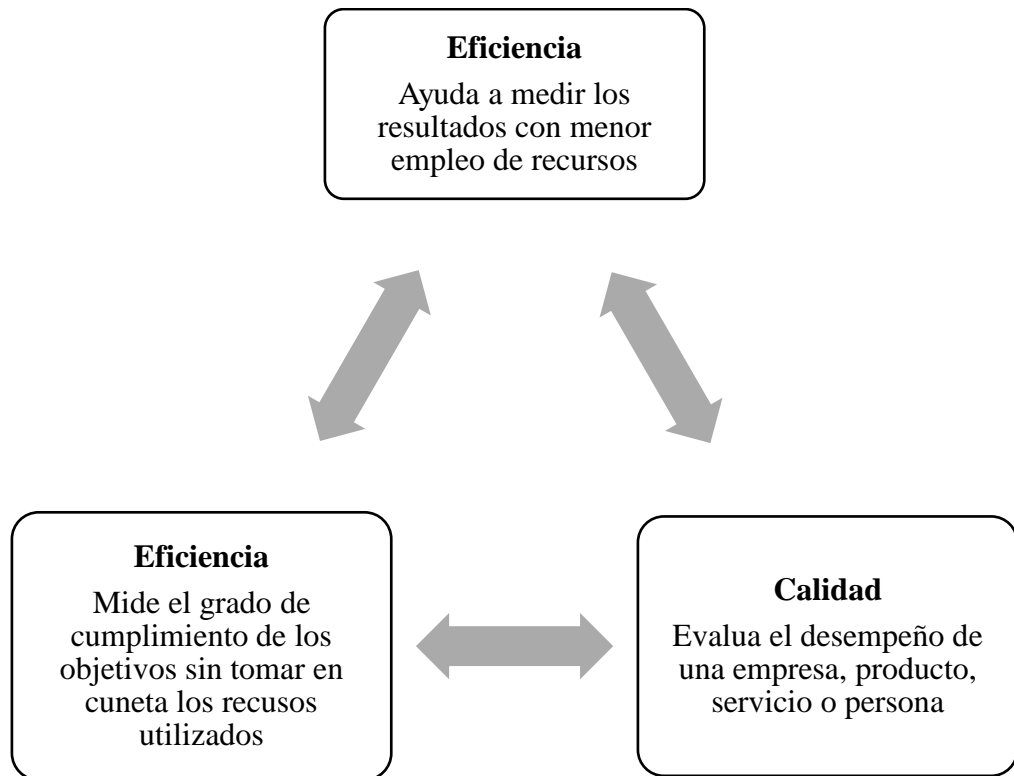 Eficiencia
Ayuda a medir los
resultados con menor
empleo de recursos
Eficiencia
Mide el grado de
cumplimiento de los
objetivos sin tomar en
cuneta los recusos
utilizados
Calidad
Evalua el desempeño de
una empresa, producto,
servicio o persona